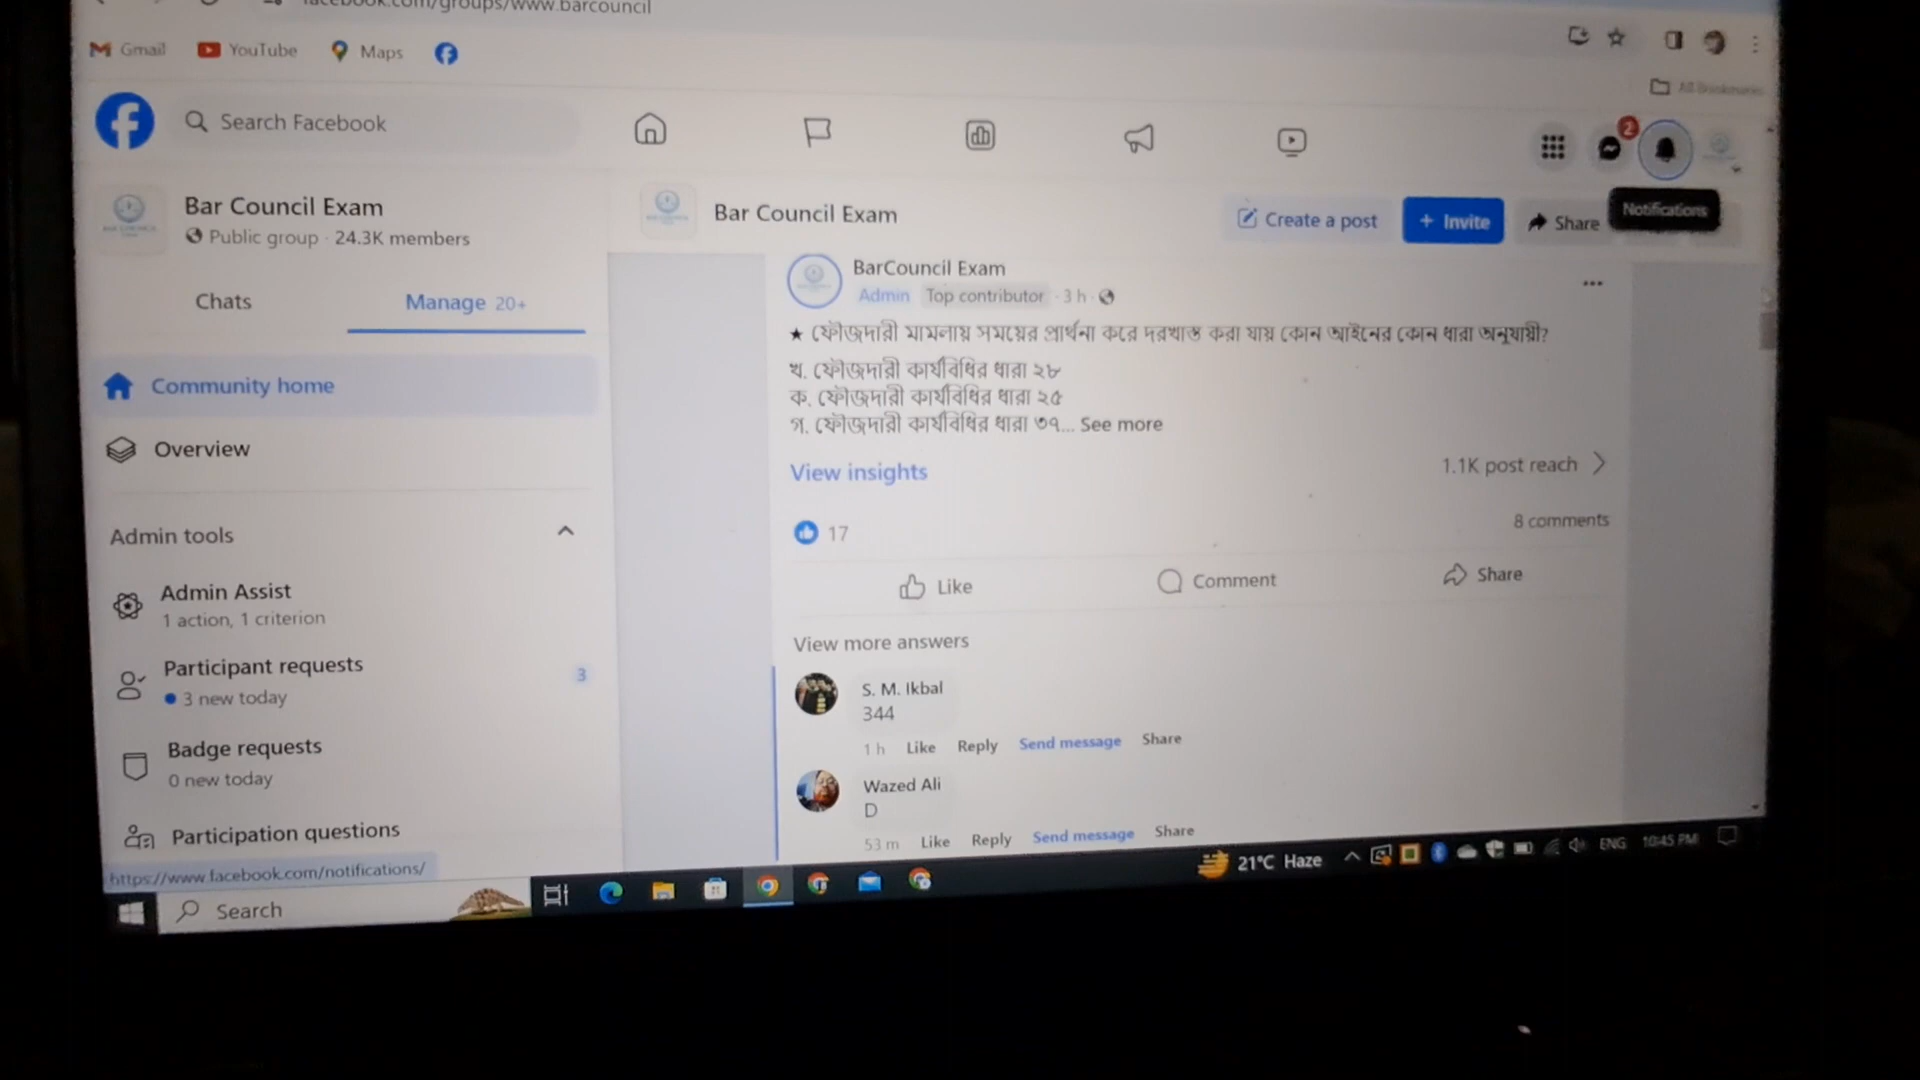 facebook.com/groups/www.barcouncil
Gmail
YouTube
Maps
All Bookmarks
Search Facebook
2
Notifications
Bar Council Exam
Public group · 24.3K members
Chats
Manage 20+
Community home
Overview
Admin tools
Admin Assist
1 action, 1 criterion
Participant requests
3 new today
3
Badge requests
0 new today
Participation questions
https://www.facebook.com/notifications/
Bar Council Exam
Create a post
+ Invite
Share
BarCouncil Exam
Admin Top contributor · 3 h ·
★ ফৌজদারী মামলায় সময়ের প্রার্থনা করে দরখাস্ত করা যায় কোন আইনের কোন ধারা অনুযায়ী?
খ. ফৌজদারী কার্যবিধির ধারা ২৮
ক. ফৌজদারী কার্যবিধির ধারা ২৫
গ. ফৌজদারী কার্যবিধির ধারা ৩৭... See more
View insights
1.1K post reach
17
8 comments
Like
Comment
Share
View more answers
S. M. Ikbal
344
1 h Like Reply Send message Share
Wazed Ali
D
53 m Like Reply Send message Share
Search
21°C Haze
ENG
10:45 PM